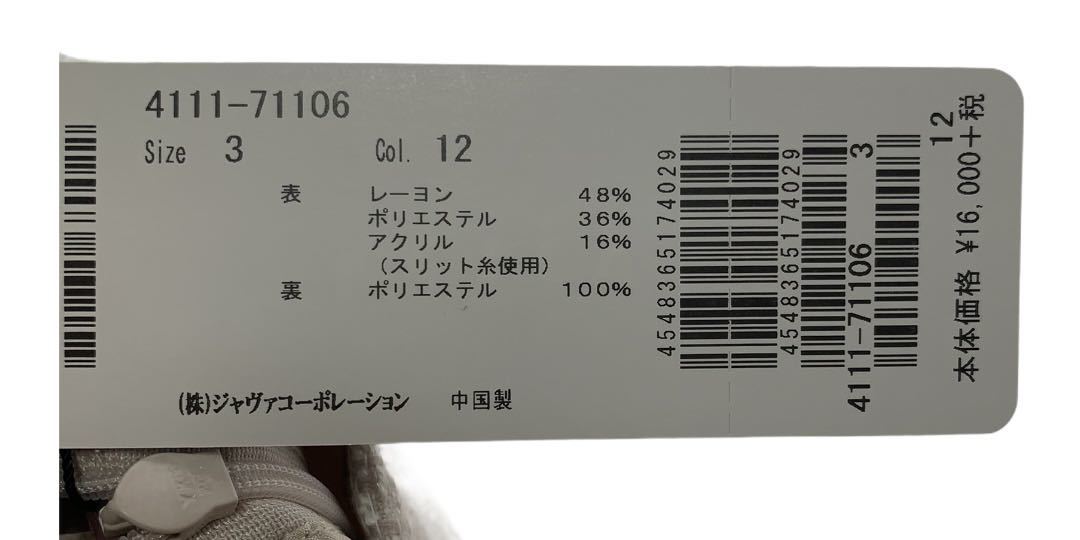 4111-71106
Size 3 Col. 12
表 レーヨン 48%
ポリエステル 36%
アクリル 16%
(スリット糸使用)
裏 ポリエステル 100%
(株)ジャヴァコーポレーション 中国製
4548365174029
4548365174029
4111-71106 3
12
本体価格 ¥16,000+税